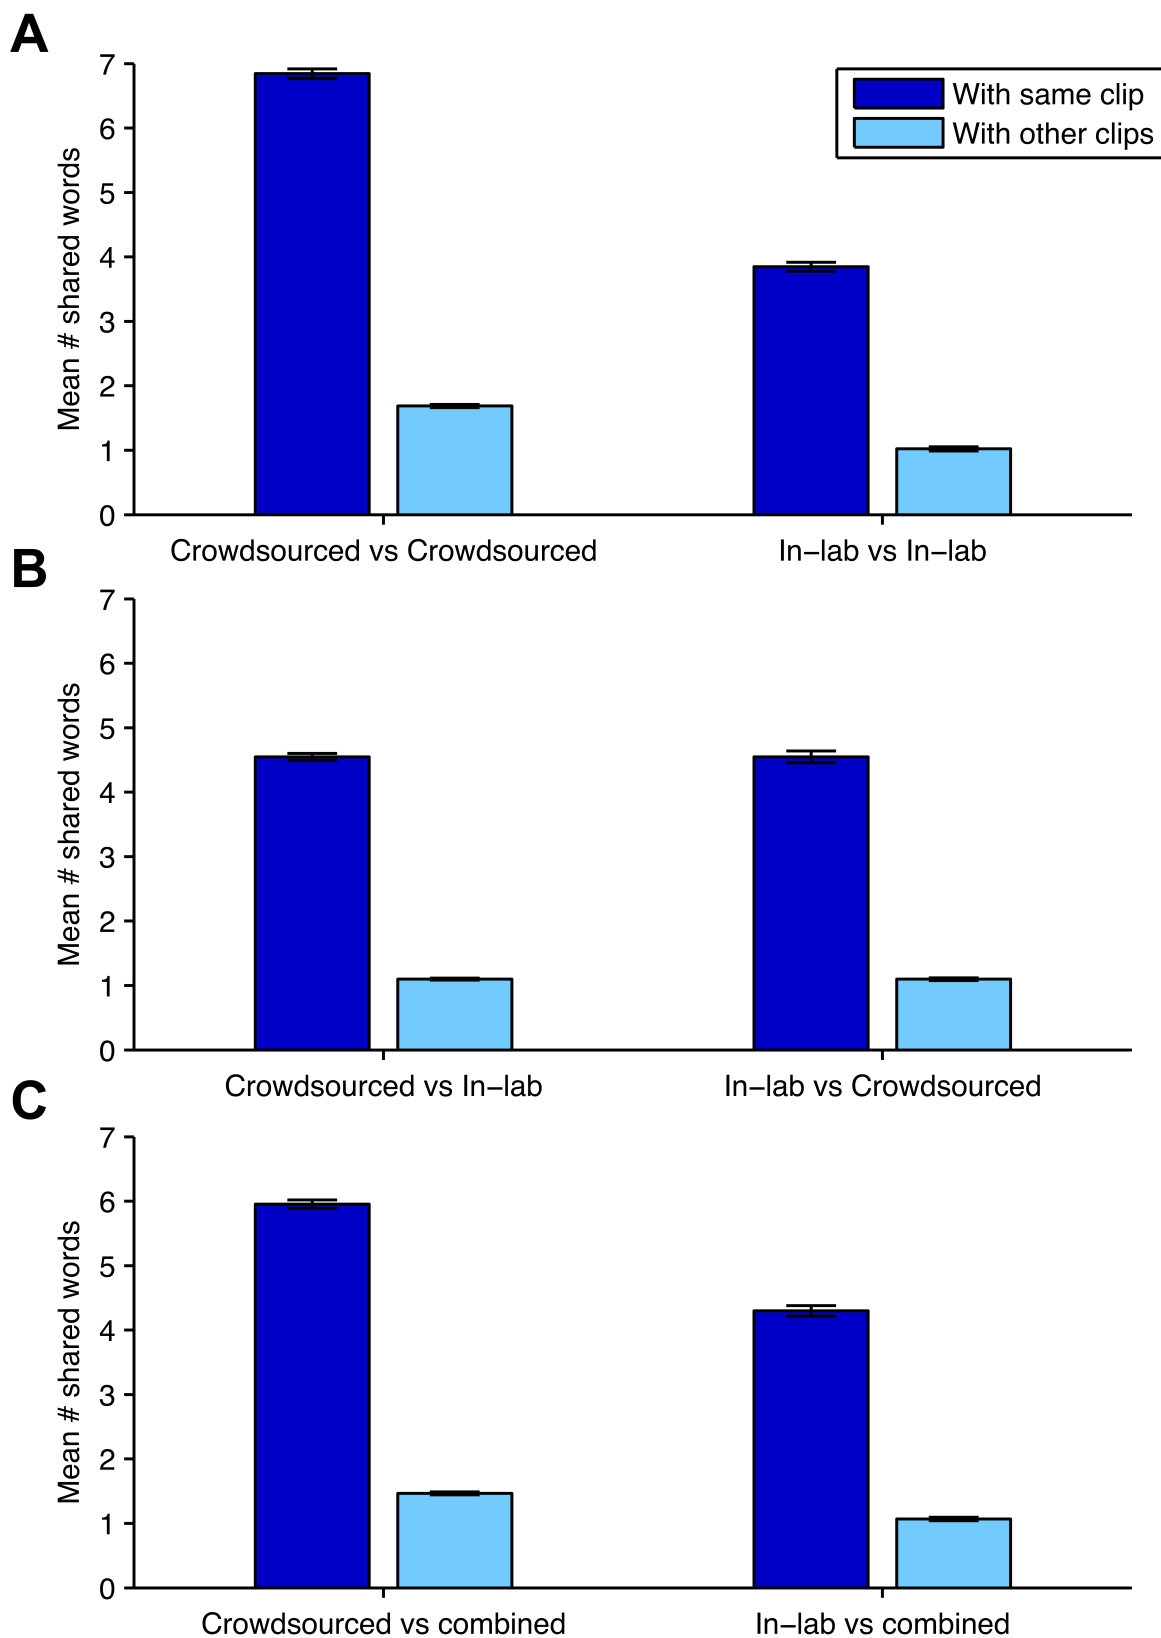 A
7
6
5
4
3
2
1
0
Mean # shared words
With same clip
With other clips
Crowdsourced vs Crowdsourced
In−lab vs In−lab
B
7
6
5
4
3
2
1
0
Mean # shared words
Crowdsourced vs In−lab
In−lab vs Crowdsourced
C
7
6
5
4
3
2
1
0
Mean # shared words
Crowdsourced vs combined
In−lab vs combined